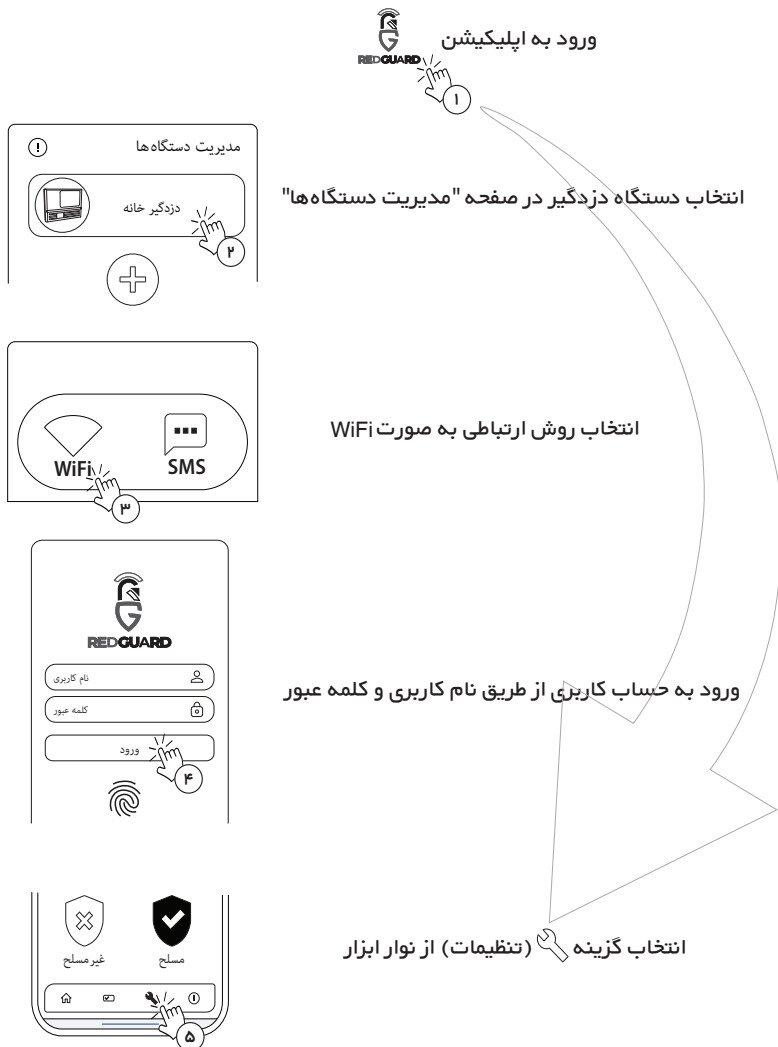 ورود به اپلیکیشن
REDGUARD
۱
انتخاب دستگاه دزدگیر در صفحه "مدیریت دستگاه‌ها"
مدیریت دستگاه‌ها
دزدگیر خانه
۲
انتخاب روش ارتباطی به صورت WiFi
WiFi
SMS
۳
ورود به حساب کاربری از طریق نام کاربری و کلمه عبور
REDGUARD
نام کاربری
کلمه عبور
ورود
۴
انتخاب گزینه (تنظیمات) از نوار ابزار
مسلح
غیرمسلح
۵